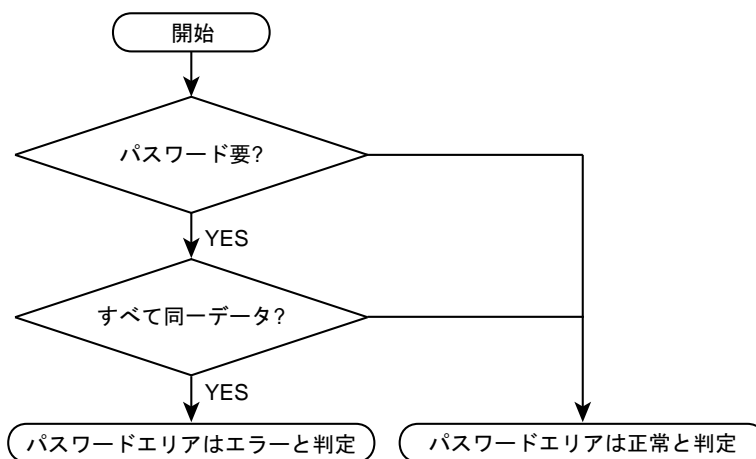 開始
パスワード要?
YES
すべて同一データ?
YES
パスワードエリアはエラーと判定
パスワードエリアは正常と判定